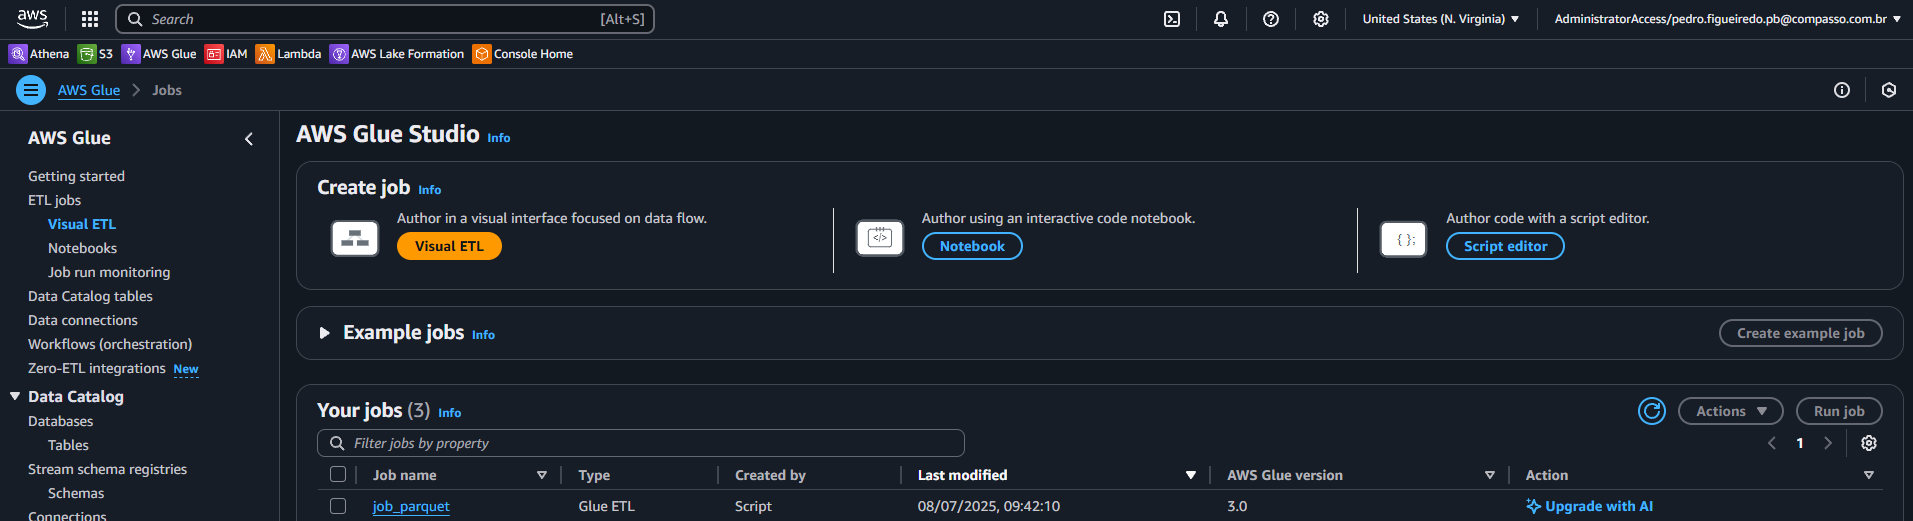 aws Search [Alt+S] United States (N. Virginia) AdministratorAccess/pedro.figueiredo.pb@compasso.com.br
Athena S3 AWS Glue IAM Lambda AWS Lake Formation Console Home
AWS Glue > Jobs
AWS Glue
Getting started
ETL jobs
Visual ETL
Notebooks
Job run monitoring
Data Catalog tables
Data connections
Workflows (orchestration)
Zero-ETL integrations New
Data Catalog
Databases
Tables
Stream schema registries
Schemas
Connections
AWS Glue Studio Info
Create job Info
Author in a visual interface focused on data flow.
Visual ETL
Author using an interactive code notebook.
</>
Notebook
Author code with a script editor.
{ };
Script editor
Example jobs Info
Create example job
Your jobs (3) Info
Actions Run job
Filter jobs by property
1
Job name Type Created by Last modified AWS Glue version Action
job_parquet Glue ETL Script 08/07/2025, 09:42:10 3.0 Upgrade with AI